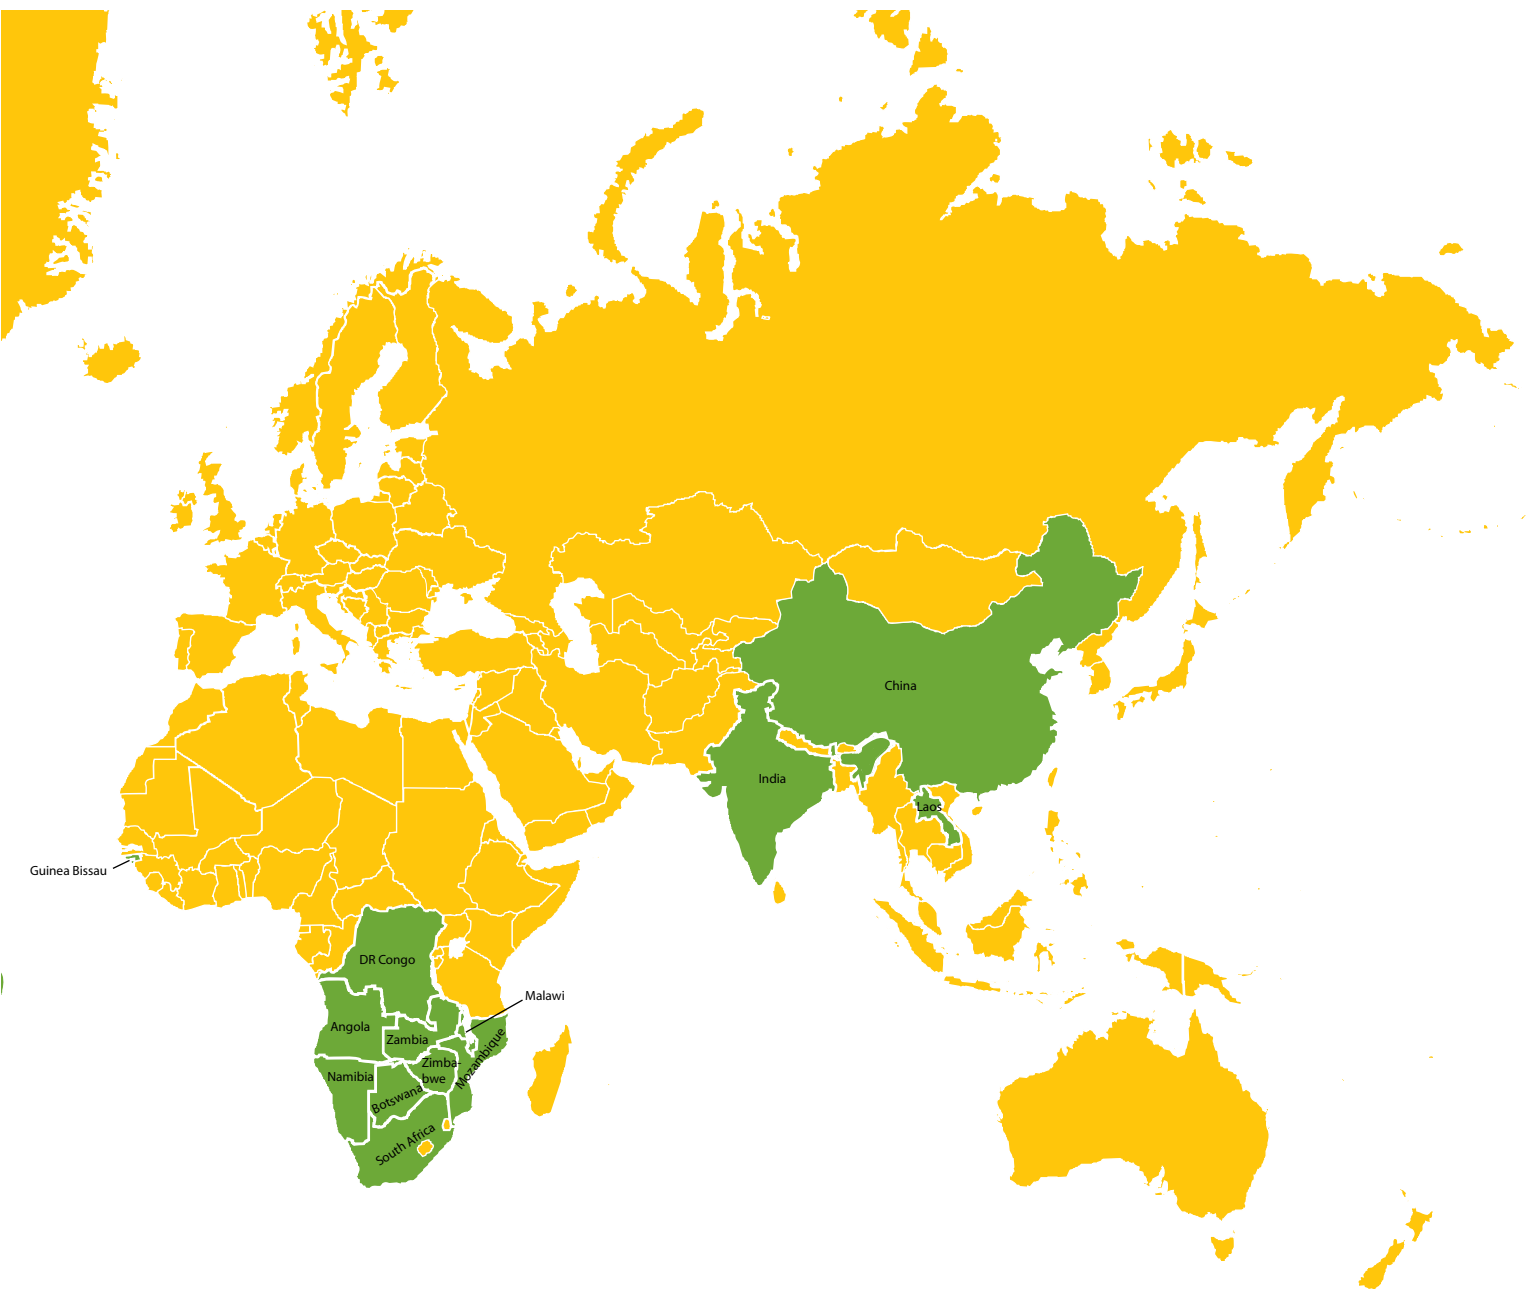 China
India
Laos
Guinea Bissau
DR Congo
Malawi
Angola
Zambia
Mozambique
Zimba-
bwe
Namibia
Botswana
South Africa